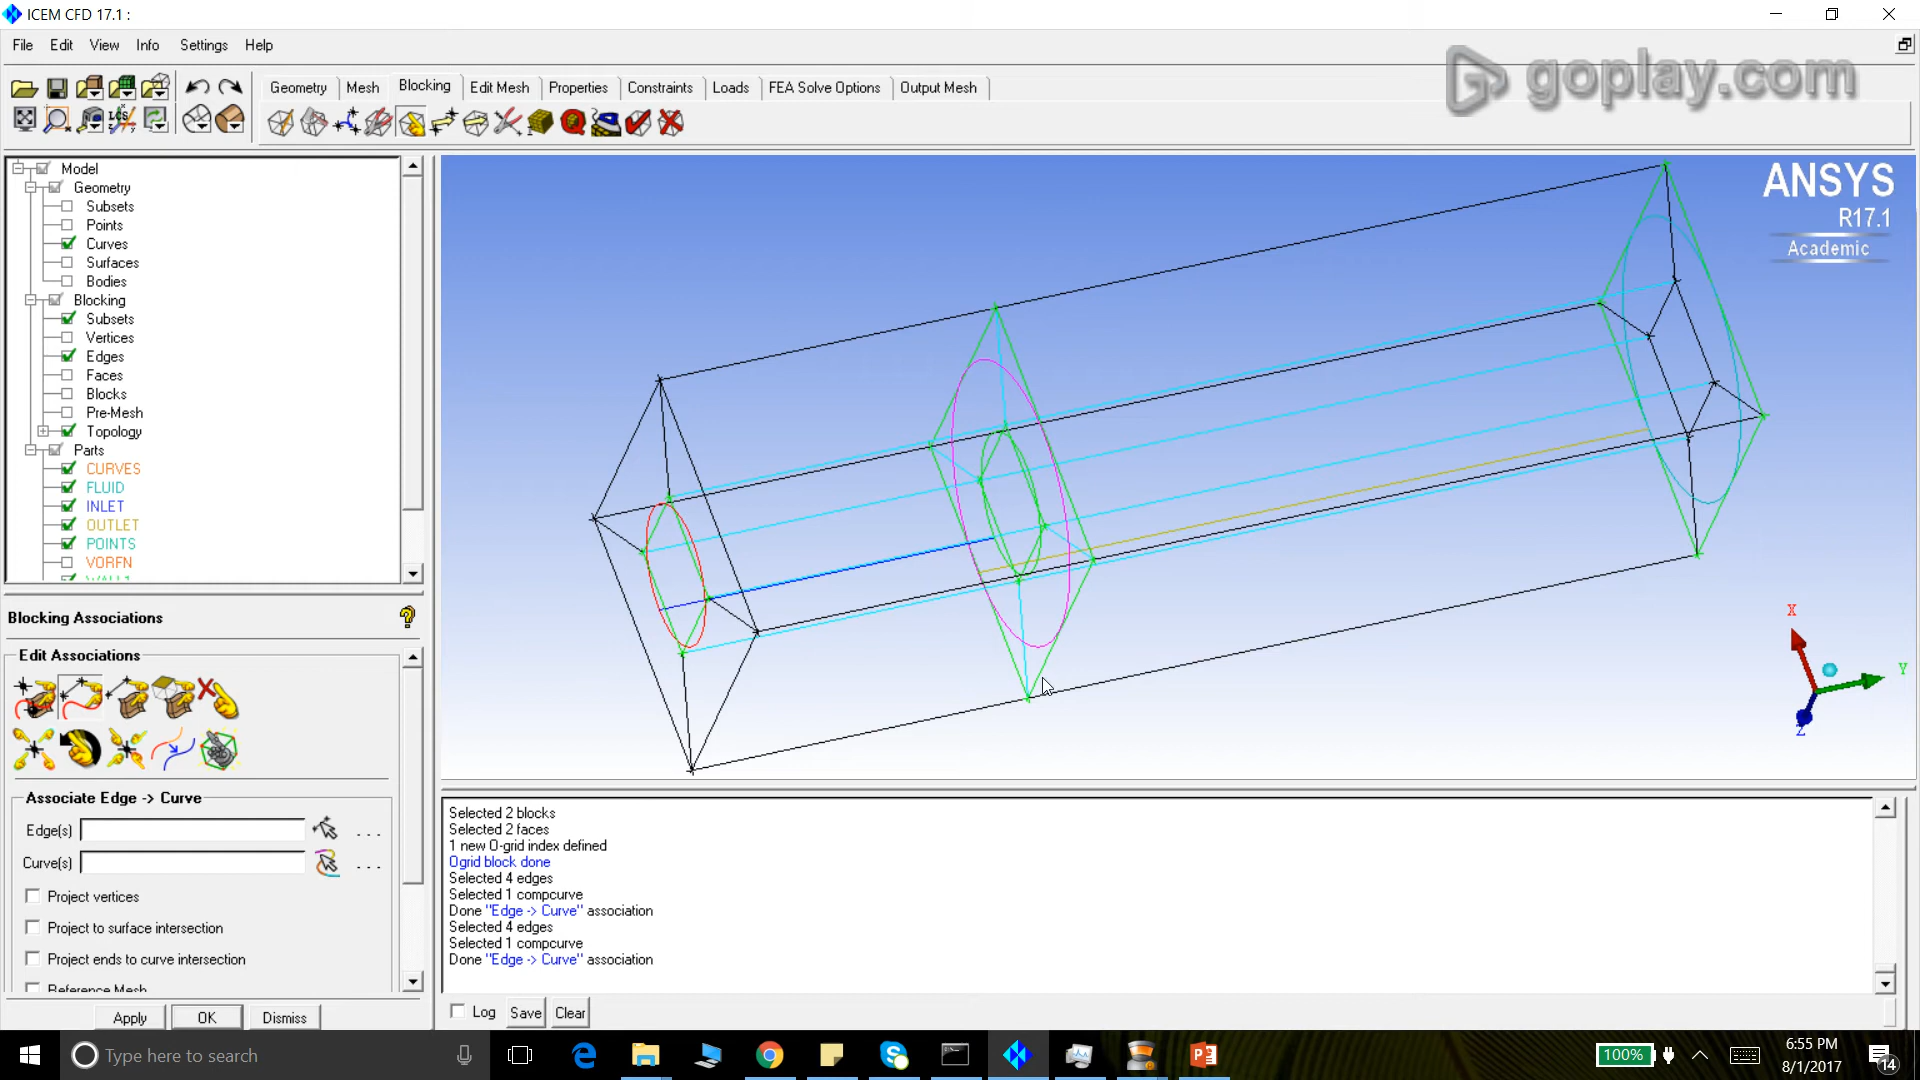 ICEM CFD 17.1 :
File Edit View Info Settings Help
goplay.com
Geometry Mesh Blocking Edit Mesh Properties Constraints Loads FEA Solve Options Output Mesh
LCS
Model
Geometry
Subsets
Points
Curves
Surfaces
Bodies
Blocking
Subsets
Vertices
Edges
Faces
Blocks
Pre-Mesh
Topology
Parts
CURVES
FLUID
INLET
OUTLET
POINTS
VORFN
ANSYS
R17.1
Academic
X
Y
Z
Blocking Associations
Edit Associations
Associate Edge -> Curve
Edge(s) ...
Curve(s) ...
Project vertices
Project to surface intersection
Project ends to curve intersection
Reference Mesh
Apply OK Dismiss
Selected 2 blocks
Selected 2 faces
1 new O-grid index defined
Ogrid block done
Selected 4 edges
Selected 1 compcurve
Done "Edge -> Curve" association
Selected 4 edges
Selected 1 compcurve
Done "Edge -> Curve" association
Log Save Clear
Type here to search
100%
6:55 PM
8/1/2017
14